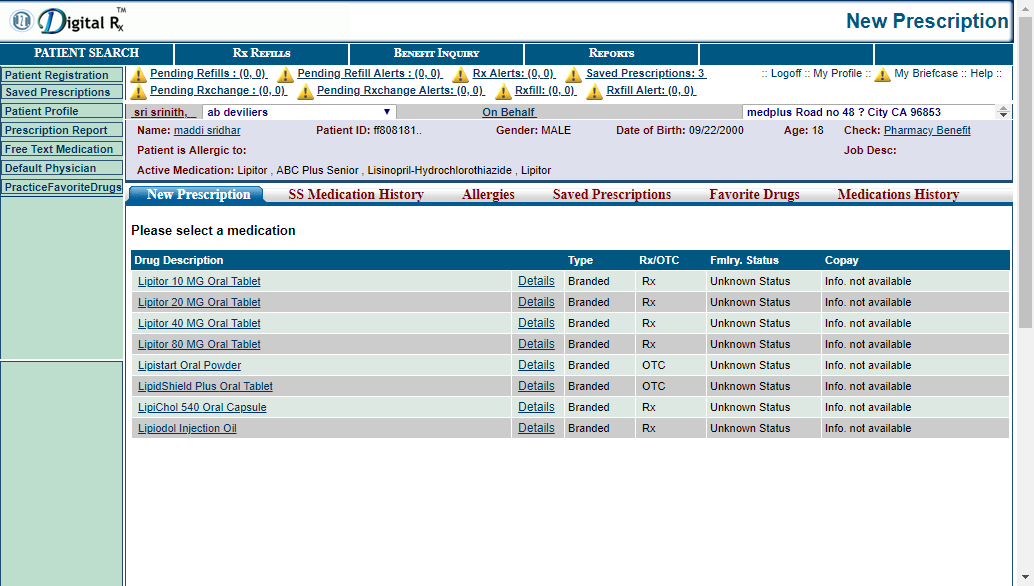 Digital Rx TM New Prescription
PATIENT SEARCH Rx REFILLS BENEFIT INQUIRY REPORTS
Patient Registration
Saved Prescriptions
Patient Profile
Prescription Report
Free Text Medication
Default Physician
PracticeFavoriteDrugs
Pending Refills : (0, 0) Pending Refill Alerts : (0, 0) Rx Alerts: (0, 0) Saved Prescriptions: 3 :: Logoff :: My Profile :: My Briefcase :: Help ::
Pending Rxchange : (0, 0) Pending Rxchange Alerts: (0, 0) Rxfill: (0, 0) Rxfill Alert: (0, 0)
sri srinith, ab deviliers On Behalf medplus Road no 48 ? City CA 96853
Name: maddi sridhar Patient ID: ff808181.. Gender: MALE Date of Birth: 09/22/2000 Age: 18 Check: Pharmacy Benefit
Patient is Allergic to: Job Desc:
Active Medication: Lipitor , ABC Plus Senior , Lisinopril-Hydrochlorothiazide , Lipitor
New Prescription SS Medication History Allergies Saved Prescriptions Favorite Drugs Medications History
Please select a medication
Drug Description Type Rx/OTC Fmlry. Status Copay
Lipitor 10 MG Oral Tablet Details Branded Rx Unknown Status Info. not available
Lipitor 20 MG Oral Tablet Details Branded Rx Unknown Status Info. not available
Lipitor 40 MG Oral Tablet Details Branded Rx Unknown Status Info. not available
Lipitor 80 MG Oral Tablet Details Branded Rx Unknown Status Info. not available
Lipistart Oral Powder Details Branded OTC Unknown Status Info. not available
LipidShield Plus Oral Tablet Details Branded OTC Unknown Status Info. not available
LipiChol 540 Oral Capsule Details Branded Rx Unknown Status Info. not available
Lipiodol Injection Oil Details Branded Rx Unknown Status Info. not available